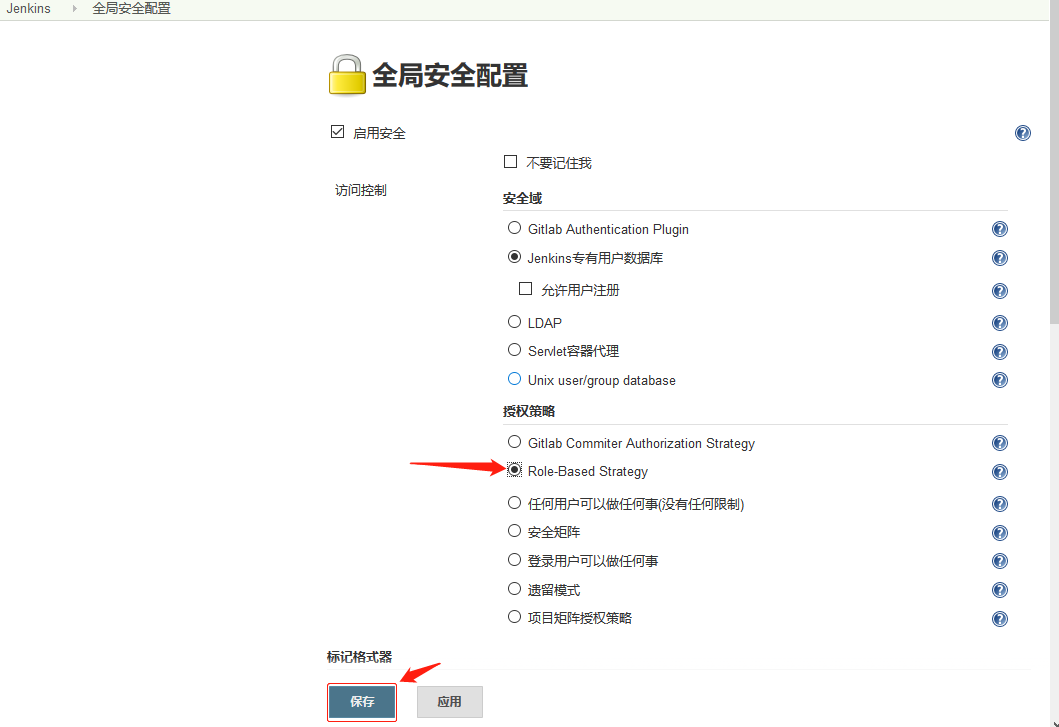 Jenkins 全局安全配置
全局安全配置
启用安全
不要记住我
访问控制
安全域
Gitlab Authentication Plugin
Jenkins专有用户数据库
允许用户注册
LDAP
Servlet容器代理
Unix user/group database
授权策略
Gitlab Commiter Authorization Strategy
Role-Based Strategy
任何用户可以做任何事(没有任何限制)
安全矩阵
登录用户可以做任何事
遗留模式
项目矩阵授权策略
标记格式器
保存 应用